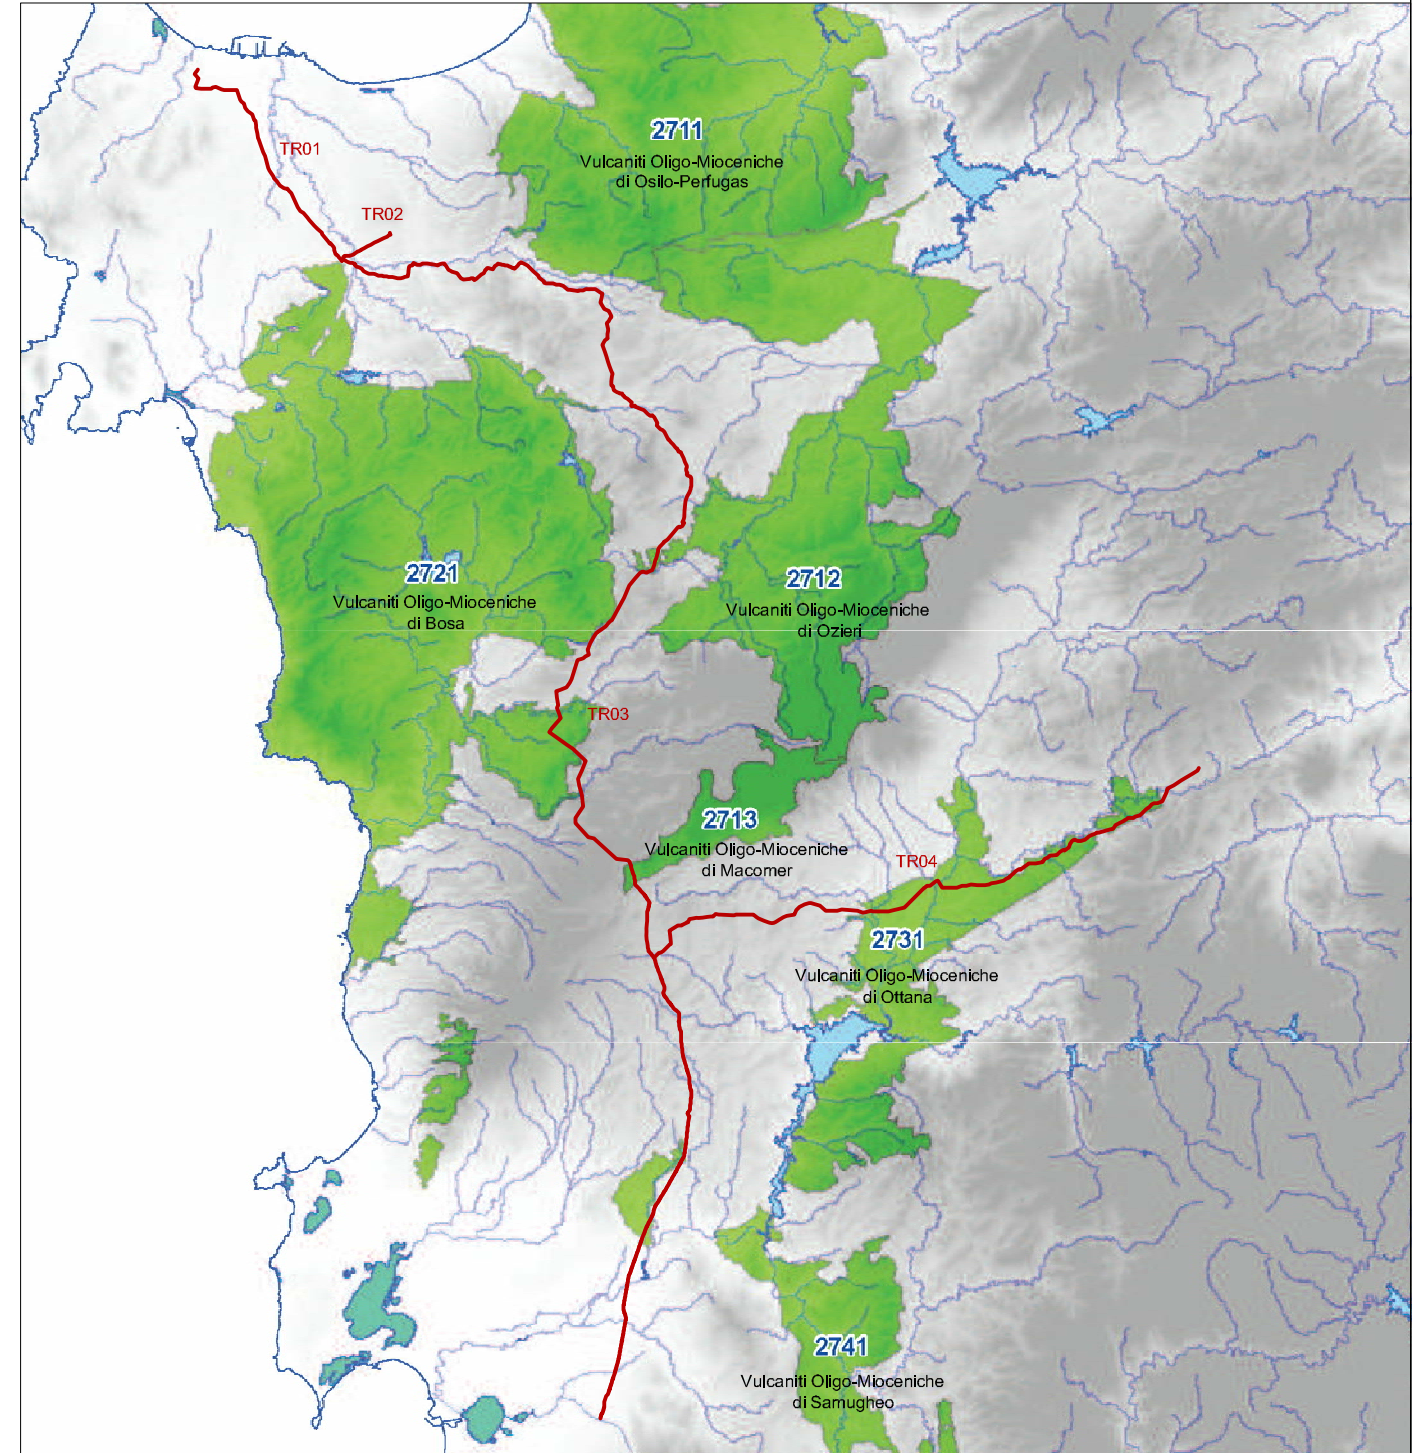 2711
Vulcaniti Oligo-Mioceniche
di Osilo-Perfugas
TR01
TR02
2721
Vulcaniti Oligo-Mioceniche
di Bosa
2712
Vulcaniti Oligo-Mioceniche
di Ozieri
TR03
2713
Vulcaniti Oligo-Mioceniche
di Macomer
TR04
2731
Vulcaniti Oligo-Mioceniche
di Ottana
2741
Vulcaniti Oligo-Mioceniche
di Samugheo